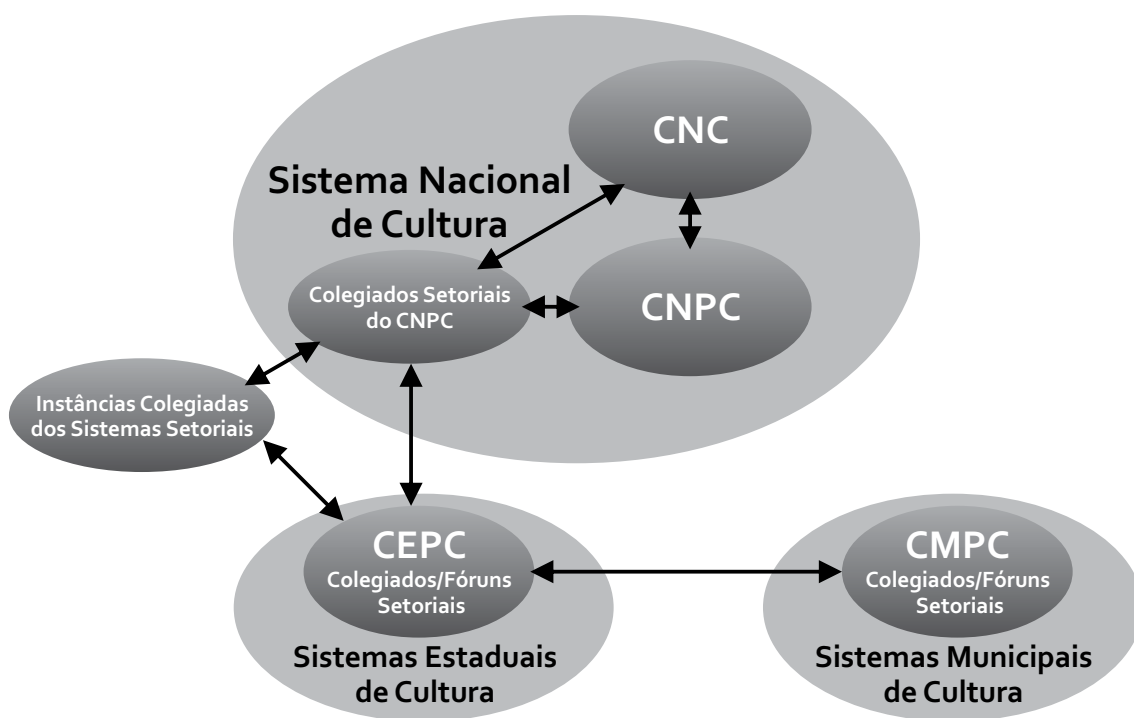 CNC
Sistema Nacional
de Cultura
Colegiados Setoriais
do CNPC
CNPC
Instâncias Colegiadas
dos Sistemas Setoriais
CEPC
Colegiados/Fóruns
Setoriais
Sistemas Estaduais
de Cultura
CMPC
Colegiados/Fóruns
Setoriais
Sistemas Municipais
de Cultura